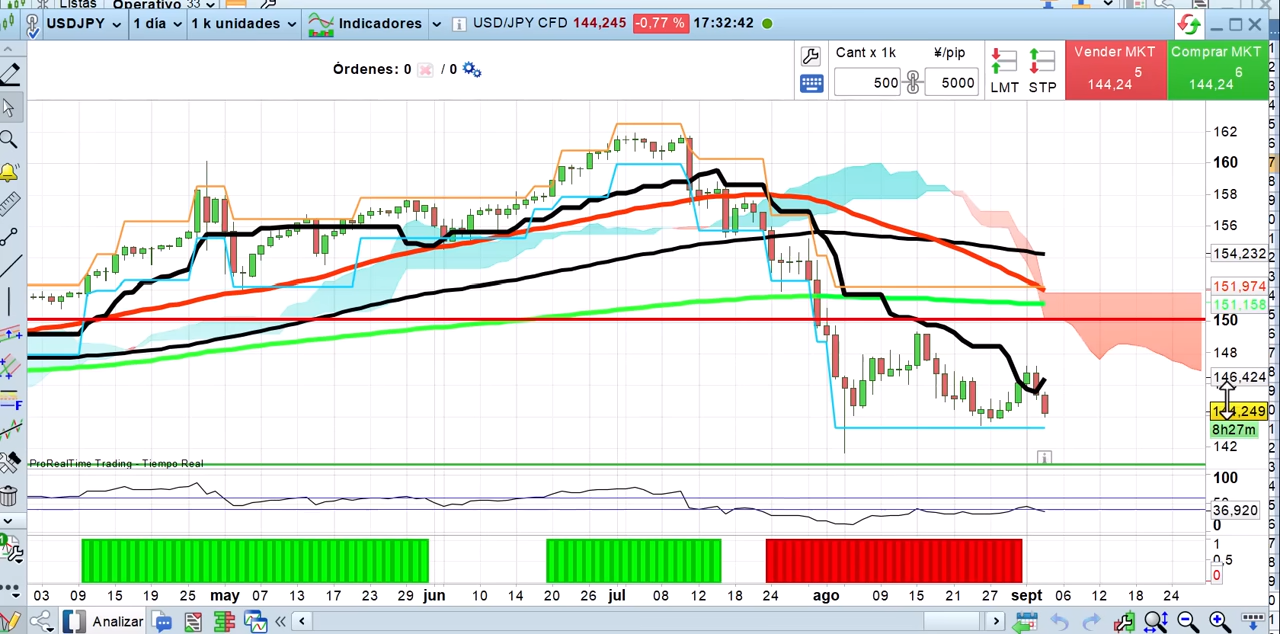 Listas Operativo 33
USDJPY 1 día 1 k unidades Indicadores USD/JPY CFD 144,245 -0,77 % 17:32:42
Órdenes: 0 / 0
Cant x 1k ¥/pip Vender MKT Comprar MKT
500 5000 LMT STP 144,24 5 144,24 6
162
160
158
156
154,232
151,974
151,158
150
148
146,424
8h27m
142
ProRealTime Trading - Tiempo Real
100
36,920
0
1
0,5
0
03 09 15 19 25 may 07 13 17 23 29 jun 10 14 20 26 jul 12 18 24 ago 09 15 21 27 sept 06 12 18 24
Analizar